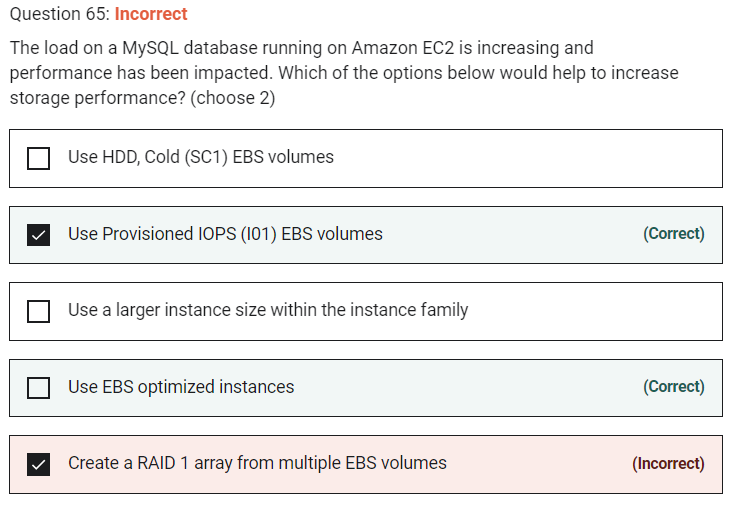 Question 65: Incorrect
The load on a MySQL database running on Amazon EC2 is increasing and
performance has been impacted. Which of the options below would help to increase
storage performance? (choose 2)
Use HDD, Cold (SC1) EBS volumes
Use Provisioned IOPS (I01) EBS volumes (Correct)
Use a larger instance size within the instance family
Use EBS optimized instances (Correct)
Create a RAID 1 array from multiple EBS volumes (Incorrect)